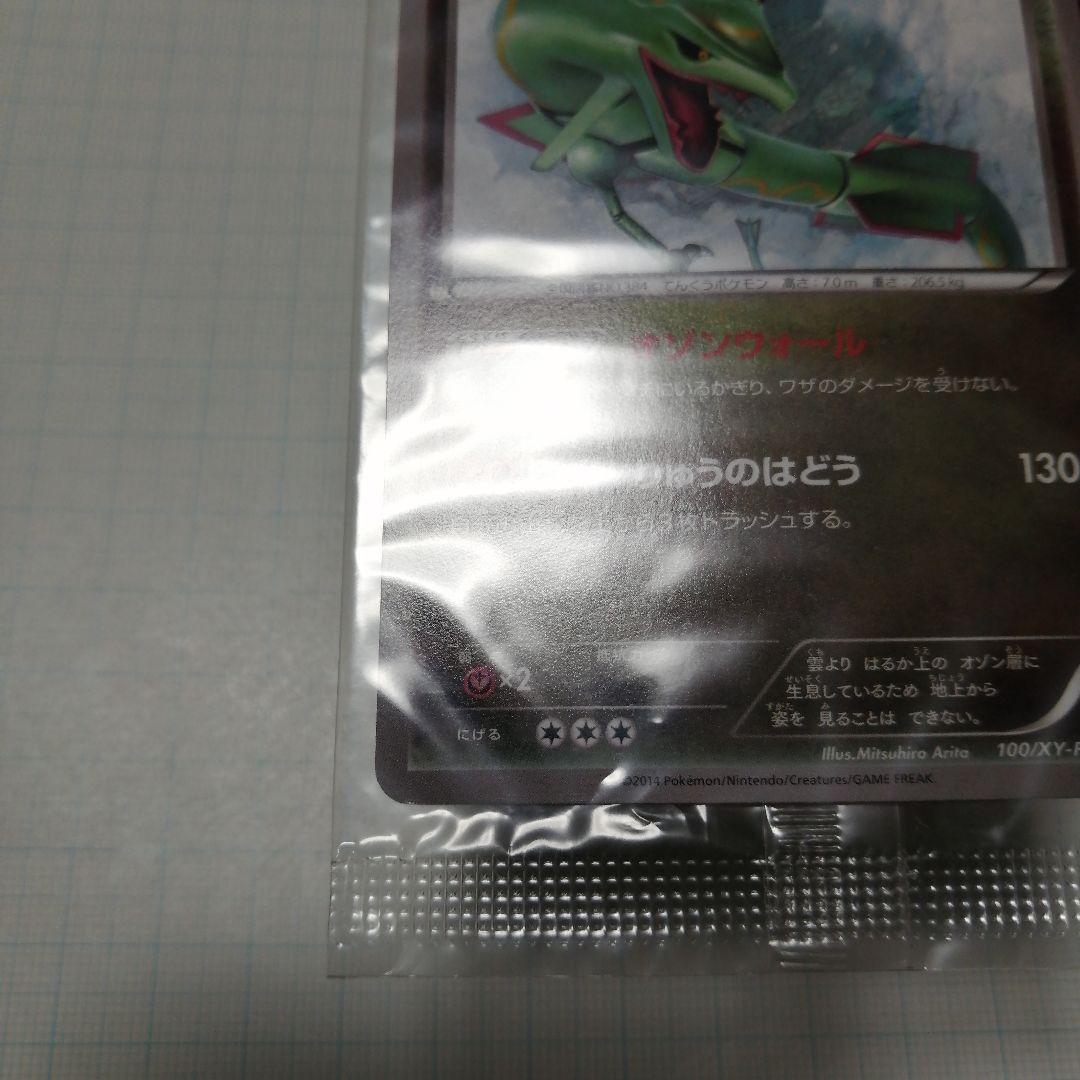 NO.384 てんくうポケモン 高さ：7.0m 重さ：206.5kg
オゾンウォール
にいるかぎり、ワザのダメージを受けない。
りゅうのはどう 130
トラッシュする。
×2
雲より はるか上の オゾン層に
生息しているため 地上から
姿を 見ることは できない。
にげる
Illus.Mitsuhiro Arita 100/XY-P
©2014 Pokémon/Nintendo/Creatures/GAME FREAK.